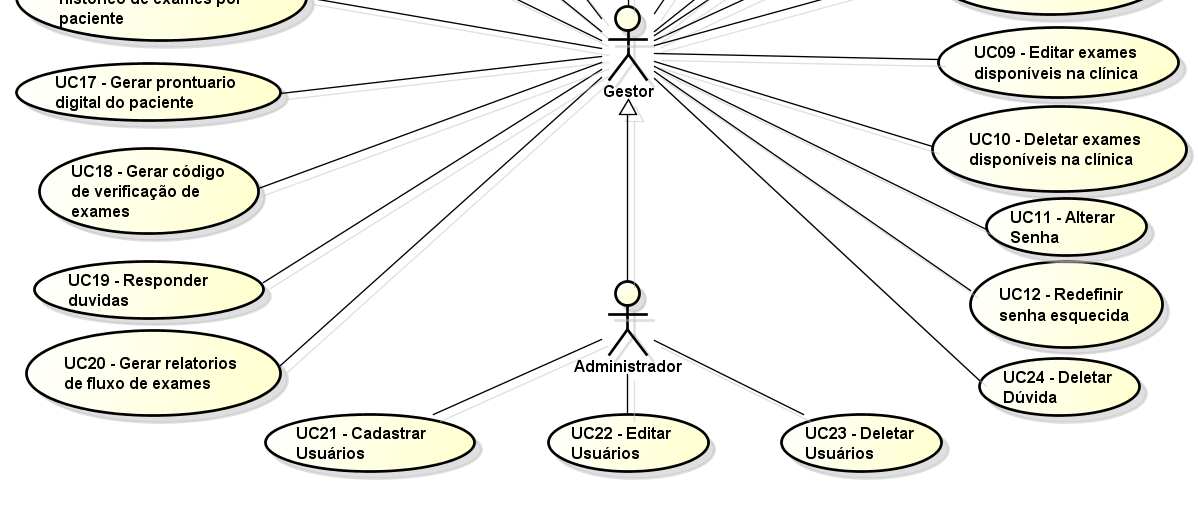 histórico de exames por
paciente
UC17 - Gerar prontuario
digital do paciente
UC18 - Gerar código
de verificação de
exames
UC19 - Responder
duvidas
UC20 - Gerar relatorios
de fluxo de exames
Gestor
Administrador
UC21 - Cadastrar
Usuários
UC22 - Editar
Usuários
UC23 - Deletar
Usuários
UC09 - Editar exames
disponíveis na clínica
UC10 - Deletar exames
disponíveis na clínica
UC11 - Alterar
Senha
UC12 - Redefinir
senha esquecida
UC24 - Deletar
Dúvida